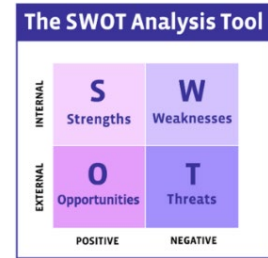 The SWOT Analysis Tool
INTERNAL
S
Strengths
W
Weaknesses
EXTERNAL
O
Opportunities
T
Threats
POSITIVE
NEGATIVE